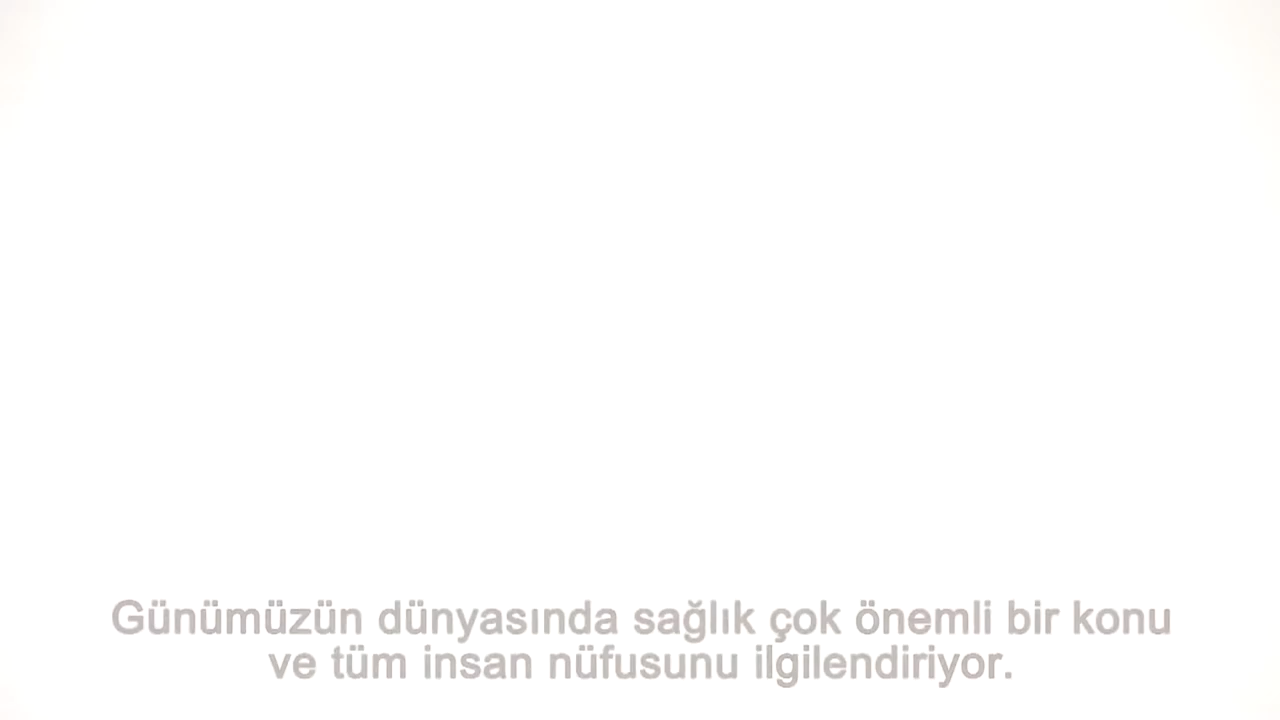 Günümüzün dünyasında sağlık çok önemli bir konu
ve tüm insan nüfusunu ilgilendiriyor.